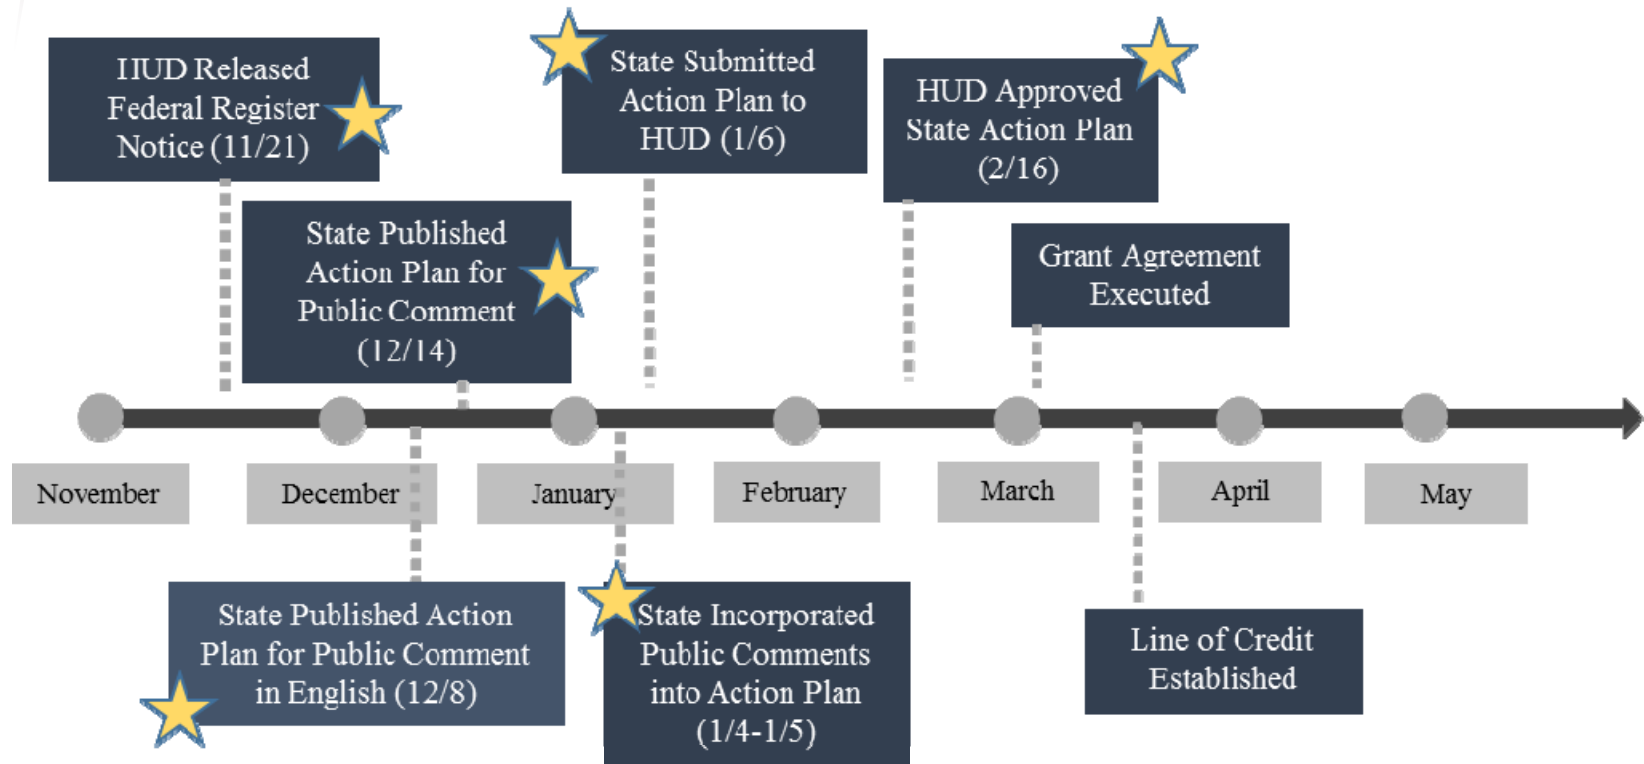 HUD Released
Federal Register
Notice (11/21)
State Submitted
Action Plan to
HUD (1/6)
HUD Approved
State Action Plan
(2/16)
State Published
Action Plan for
Public Comment
(12/14)
Grant Agreement
Executed
November
December
January
February
March
April
May
State Published Action
Plan for Public Comment
in English (12/8)
State Incorporated
Public Comments
into Action Plan
(1/4-1/5)
Line of Credit
Established